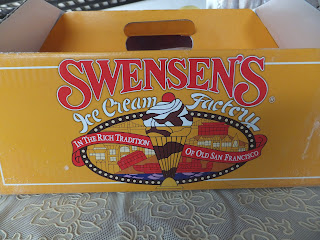 SWENSEN'S®
Ice Cream Factory
IN THE RICH TRADITION
OF OLD SAN FRANCISCO